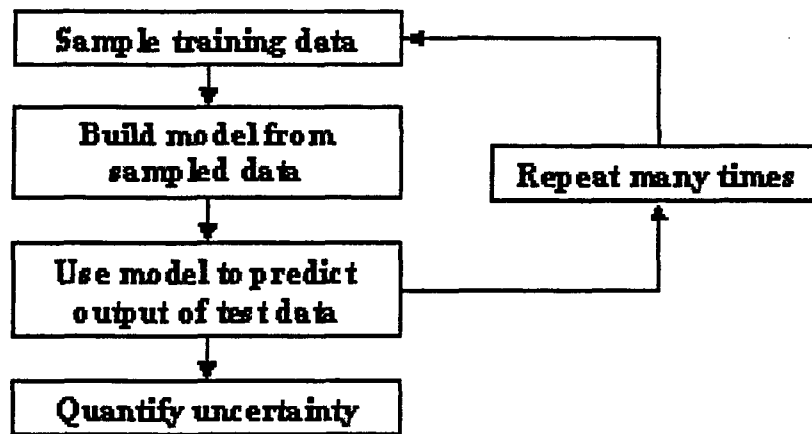 Sample training data
Build model from
sampled data
Repeat many times
Use model to predict
output of test data
Quantify uncertainty